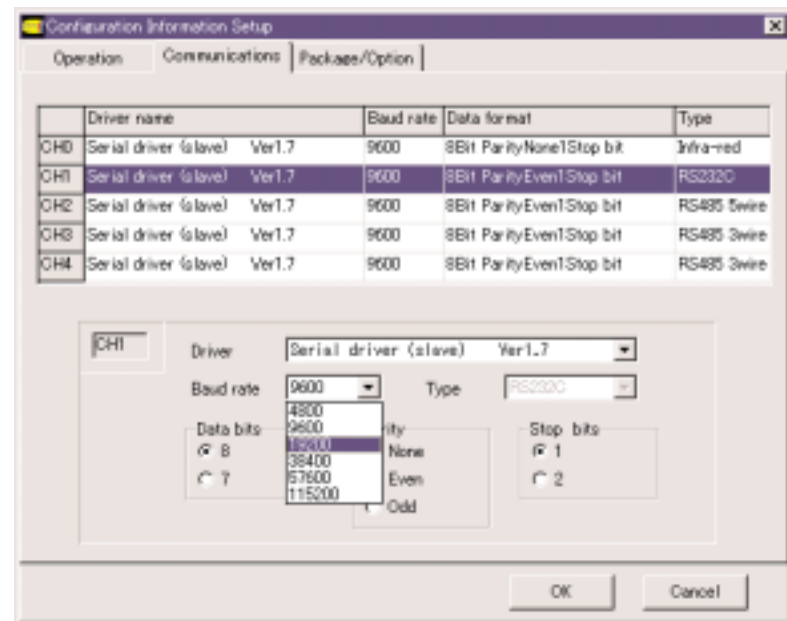 Configuration Information Setup
Operation Communications Package/Option
Driver name Baud rate Data format Type
CH0 Serial driver (slave) Ver1.7 9600 8Bit ParityNone1Stop bit Infra-red
CH1 Serial driver (slave) Ver1.7 9600 8Bit ParityEven1Stop bit RS232C
CH2 Serial driver (slave) Ver1.7 9600 8Bit ParityEven1Stop bit RS485 5wire
CH3 Serial driver (slave) Ver1.7 9600 8Bit ParityEven1Stop bit RS485 3wire
CH4 Serial driver (slave) Ver1.7 9600 8Bit ParityEven1Stop bit RS485 3wire
CH1
Driver Serial driver (slave) Ver1.7
Baud rate 9600 Type RS232C
4800
Data bits 9600 ity Stop bits
8 19200 None 1
38400
7 57600 Even 2
115200
Odd
OK Cancel